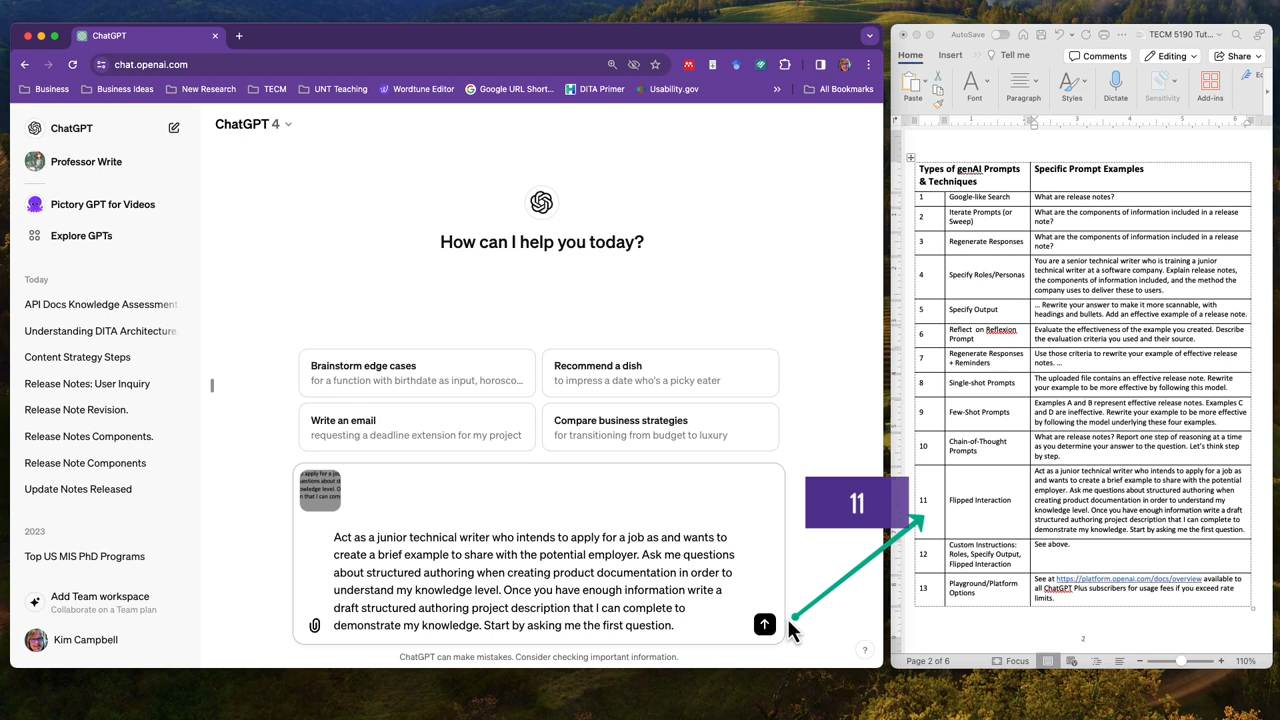 ChatGPT
chat.openai.com
Business
Business Ideas
New Research
TECM
UNT Teaching
Wordtune Editor
Google URL Short...
DITA Primer
Usability.gov
»
All Bookmarks
ChatGPT
Professor Write
Pictory GPT for Videos
Explore GPTs
Today
API Docs Knowledge Assessment
Understanding DITA Architecture
Content Strategy Steps
Release Notes: User Inquiry
Release Note Revision.
Release Notes Components.
Release Note Components
Update Notes Released
2023
Top US MIS PhD Programs
Add Team workspace
Collaborate on a Team plan
Kim Campbell
ChatGPT 4
How can I help you today?
Brainstorm edge cases
for a function with birthdate as input, horosco...
Recommend a dish
to impress a date who's a picky eater
Write an email
requesting a deadline extension for my project
Compare business strategies
for transitioning from budget to luxury
Act as a junior technical writer who intends to apply for a job as and wants to
create a brief example to share with the potential employer. Ask me questions
about structured authoring when creating product documentation in order to
understand my knowledge level. Once you have enough information write a
draft structured authoring project description that I can complete to
demonstrate my knowledge. Start by asking me the first question.
ChatGPT can make mistakes. Consider checking important information.
?
11
AutoSave
TECM 5190 Tut...
Home
Insert
Tell me
Comments
Editing
Share
Paste
Font
Paragraph
Styles
Dictate
Sensitivity
Add-ins
Types of genAI Prompts
& Techniques
Specific Prompt Examples
1
Google-like Search
What are release notes?
2
Iterate Prompts (or
Sweep)
What are the components of information included in a release
note?
3
Regenerate Responses
What are the components of information included in a release
note?
4
Specify Roles/Personas
You are a senior technical writer who is training a junior
technical writer at a software company. Explain release notes,
the components of information included, and the method the
company uses to deliver these to users.
5
Specify Output
... Rewrite your answer to make it more scannable, with
headings and bullets. Add an effective example of a release note.
6
Reflect on Reflexion
Prompt
Evaluate the effectiveness of the example you created. Describe
the evaluation criteria you used and their source.
7
Regenerate Responses
+ Reminders
Use those criteria to rewrite your example of effective release
notes. ...
8
Single-shot Prompts
The uploaded file contains an effective release note. Rewrite
your example to be more effective by following this model.
9
Few-Shot Prompts
Examples A and B represent effective release notes. Examples C
and D are ineffective. Rewrite your example to be more effective
by following the model underlying these four examples.
10
Chain-of-Thought
Prompts
What are release notes? Report one step of reasoning at a time
as you determine your answer to the question. Let's think step
by step.
11
Flipped Interaction
Act as a junior technical writer who intends to apply for a job as
and wants to create a brief example to share with the potential
employer. Ask me questions about structured authoring when
creating product documentation in order to understand my
knowledge level. Once you have enough information write a draft
structured authoring project description that I can complete to
demonstrate my knowledge. Start by asking me the first question.
12
Custom Instructions:
Roles, Specify Output,
Flipped Interaction
See above.
13
Playground/Platform
Options
See at https://platform.openai.com/docs/overview available to
all ChatGPT Plus subscribers for usage fees if you exceed rate
limits.
2
Page 2 of 6
Focus
110%